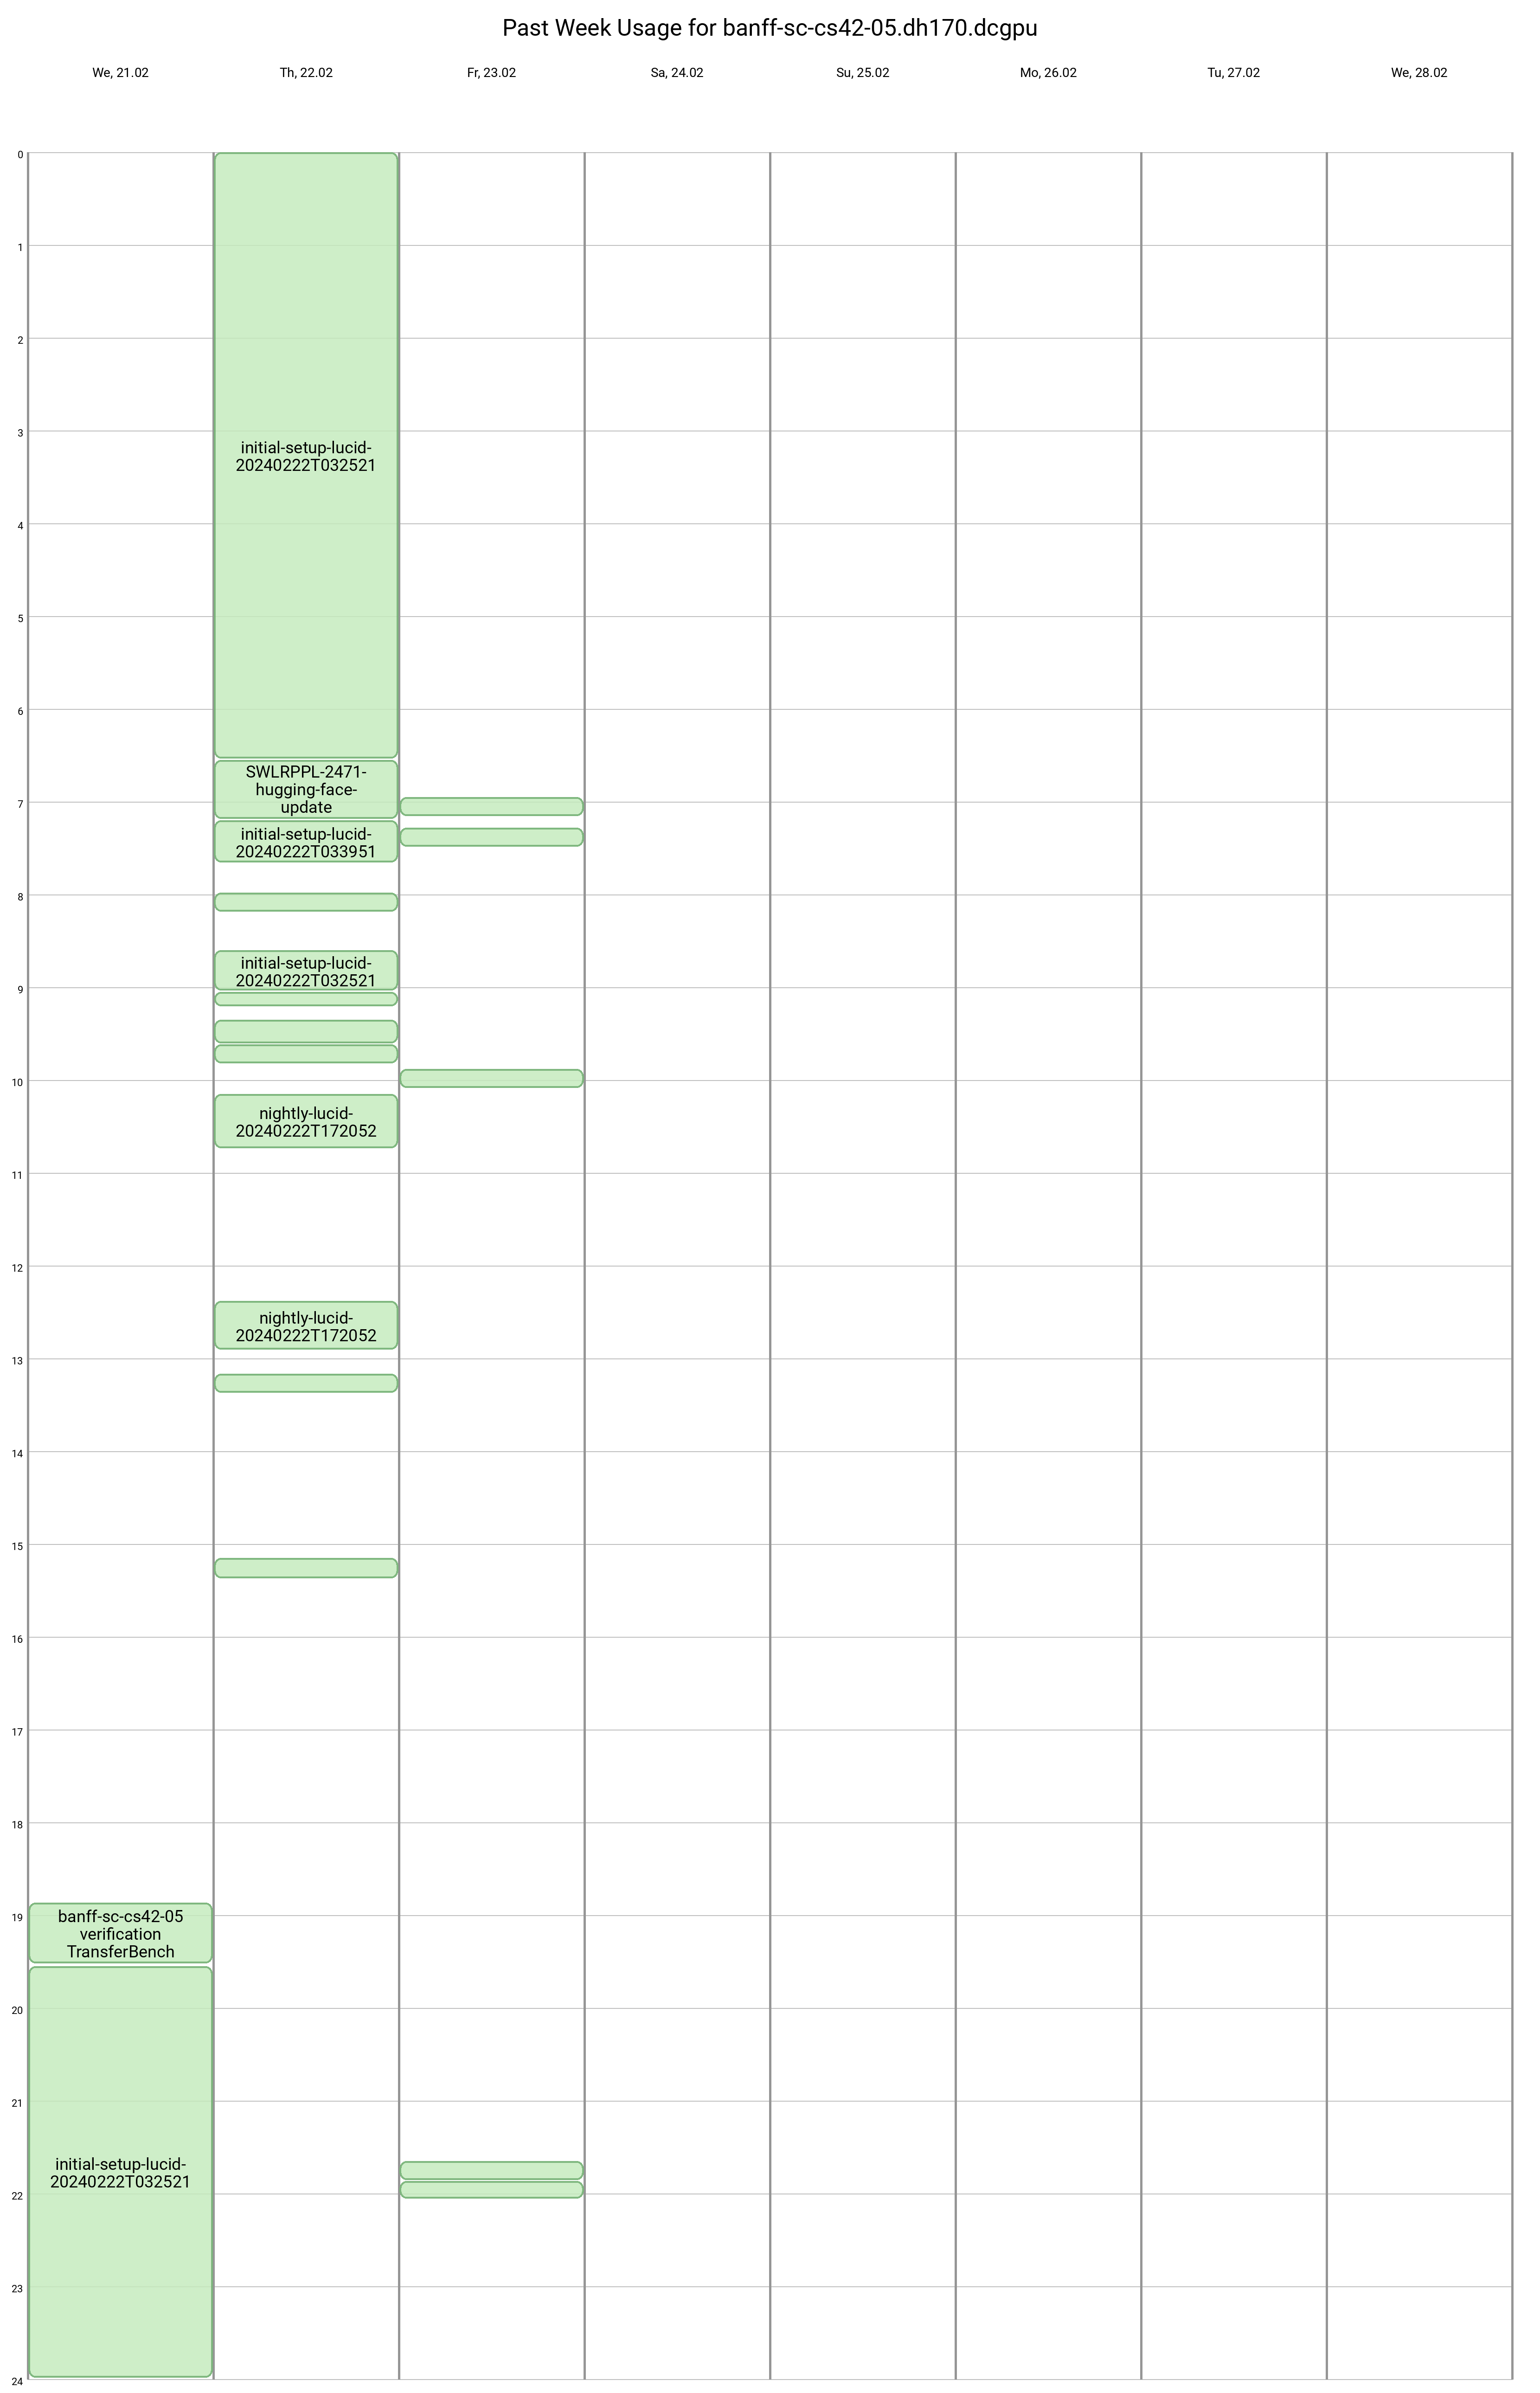 Past Week Usage for banff-sc-cs42-05.dh170.dcgpu
We, 21.02
Th, 22.02
Fr, 23.02
Sa, 24.02
Su, 25.02
Mo, 26.02
Tu, 27.02
We, 28.02
0
1
2
3
initial-setup-lucid-
20240222T032521
4
5
6
SWLRPPL-2471-
hugging-face-
update
7
initial-setup-lucid-
20240222T033951
8
initial-setup-lucid-
20240222T032521
9
10
nightly-lucid-
20240222T172052
11
12
nightly-lucid-
20240222T172052
13
14
15
16
17
18
19
banff-sc-cs42-05
verification
TransferBench
20
21
initial-setup-lucid-
20240222T032521
22
23
24